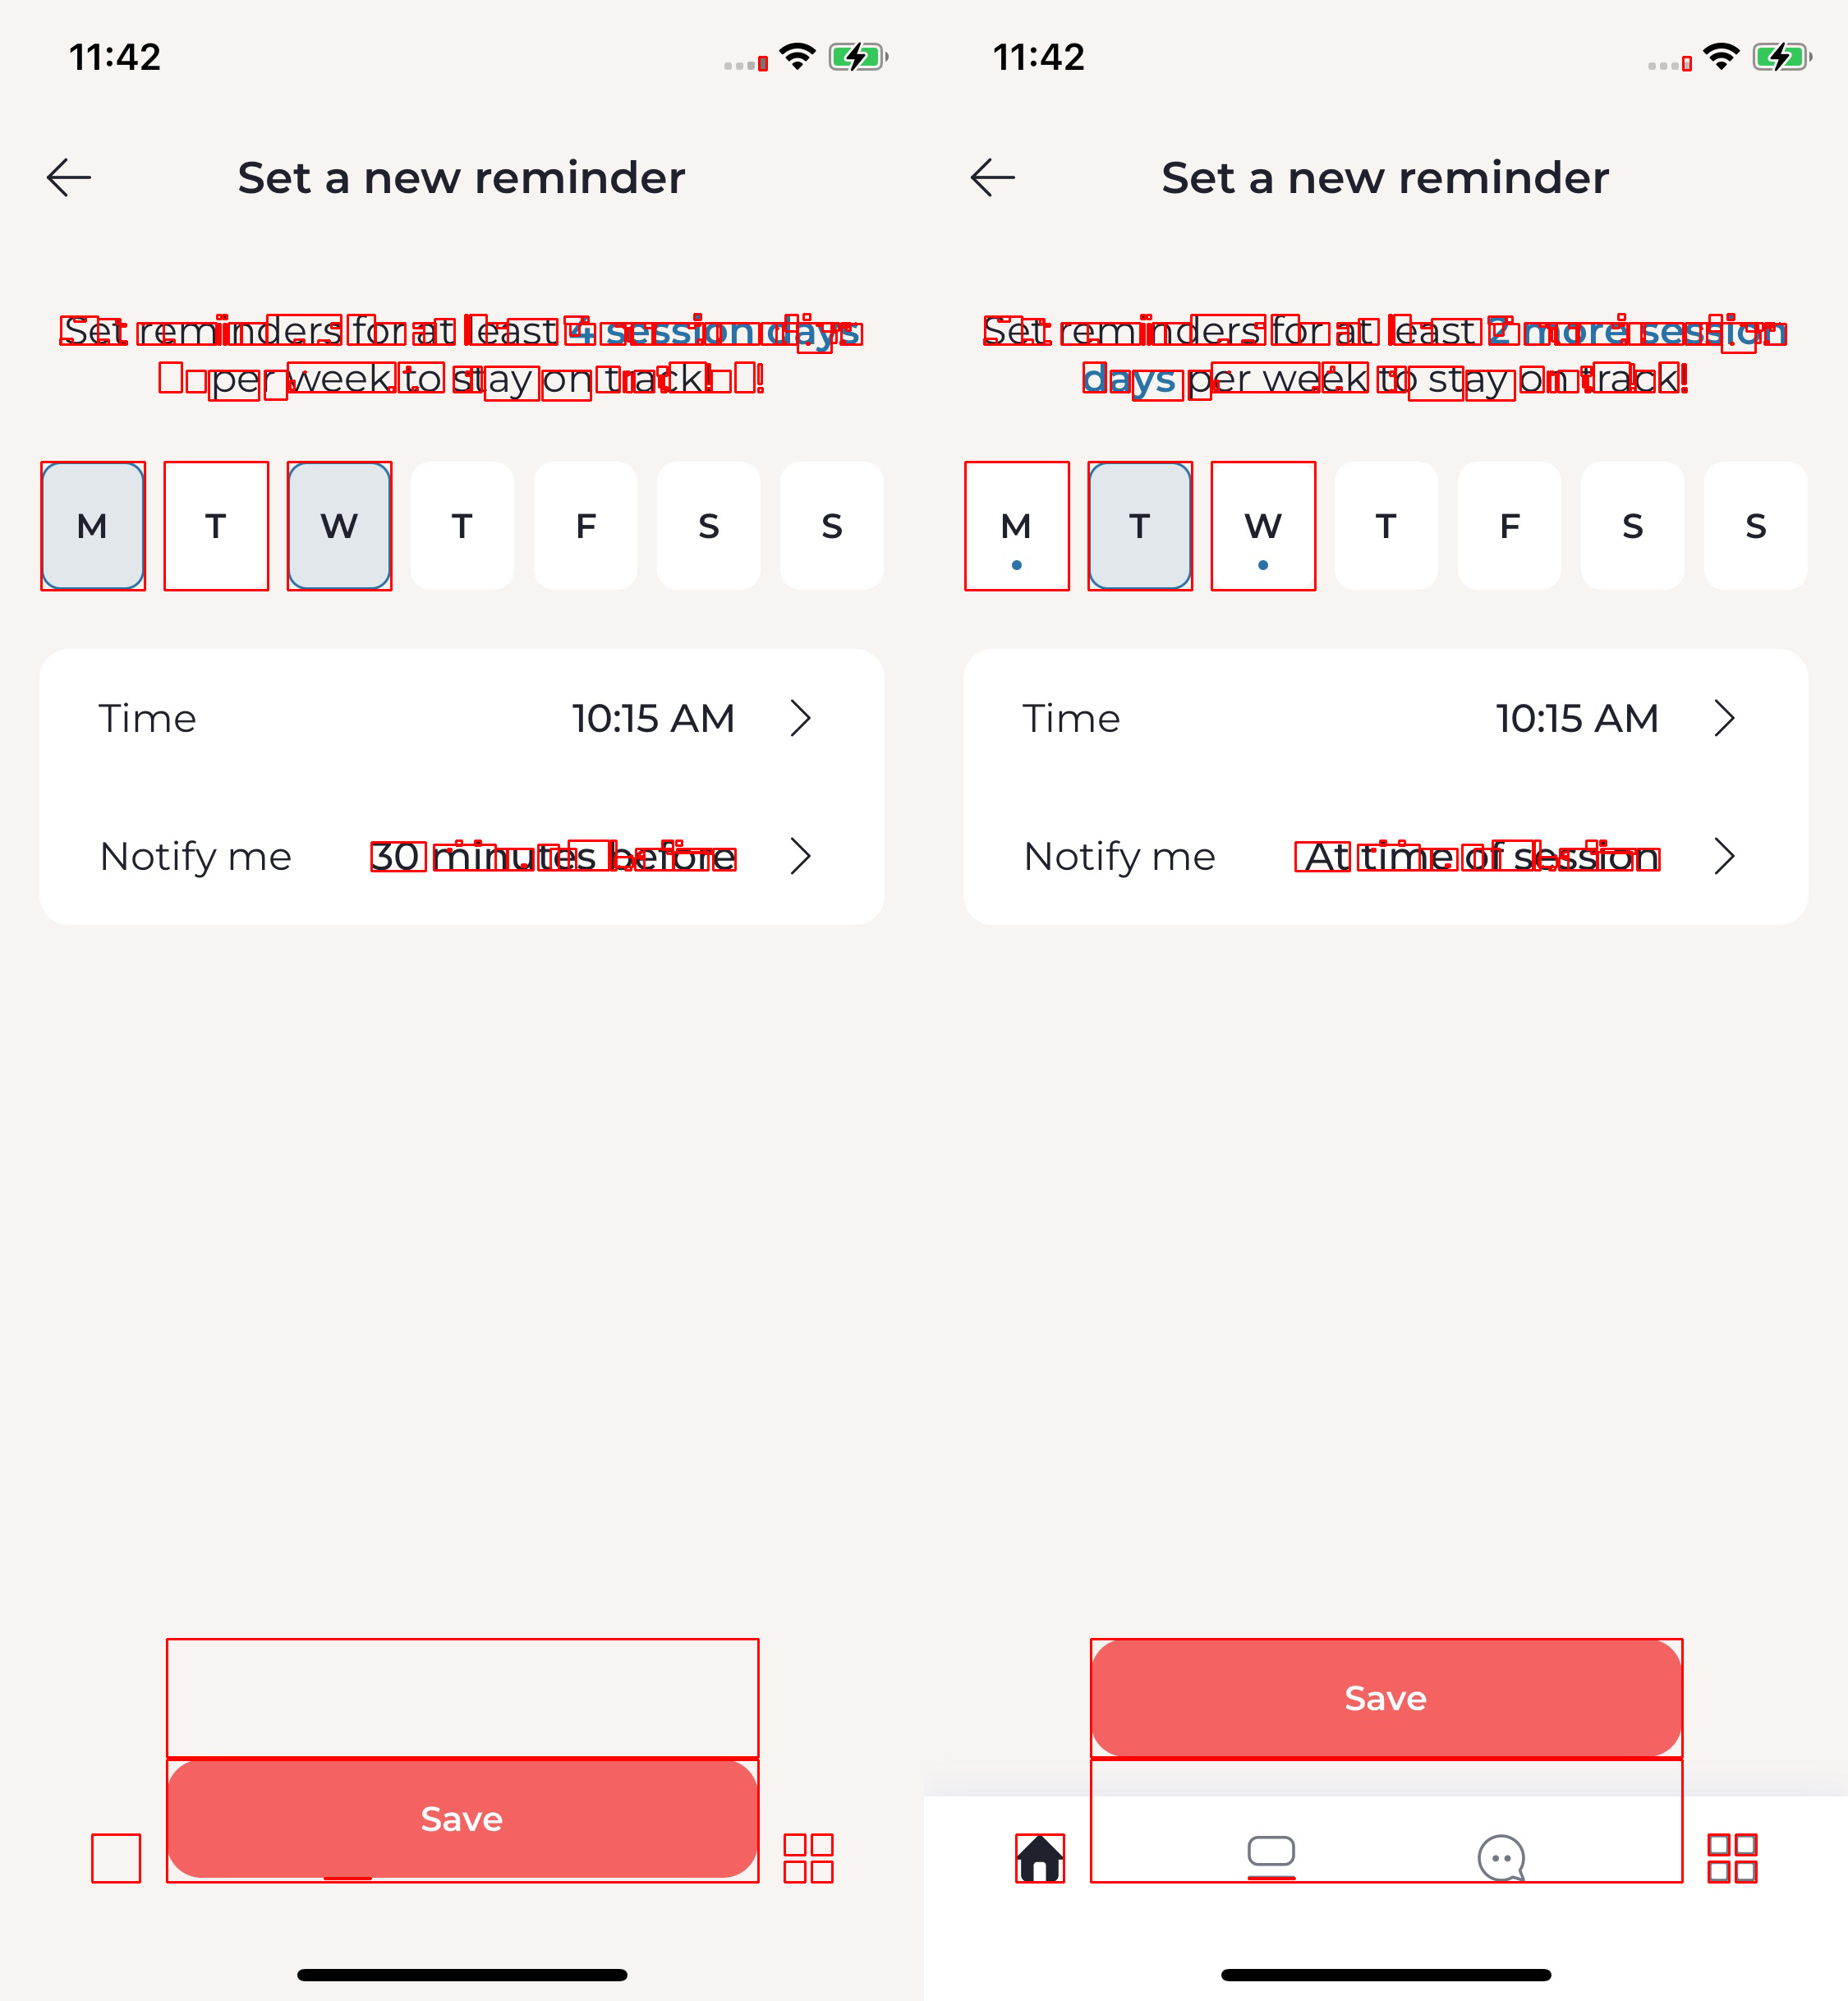 11:42
Set a new reminder
Set reminders for at least 4 session days
per week to stay on track!
M T W T F S S
Time 10:15 AM
Notify me 30 minutes before
Save
11:42
Set a new reminder
Set reminders for at least 2 more session
days per week to stay on track!
M T W T F S S
Time 10:15 AM
Notify me At time of session
Save